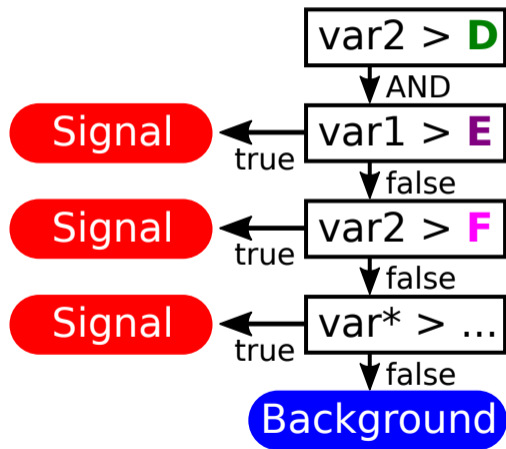 var2 > D
AND
Signal
var1 > E
true
false
Signal
var2 > F
true
false
Signal
var* > ...
true
false
Background